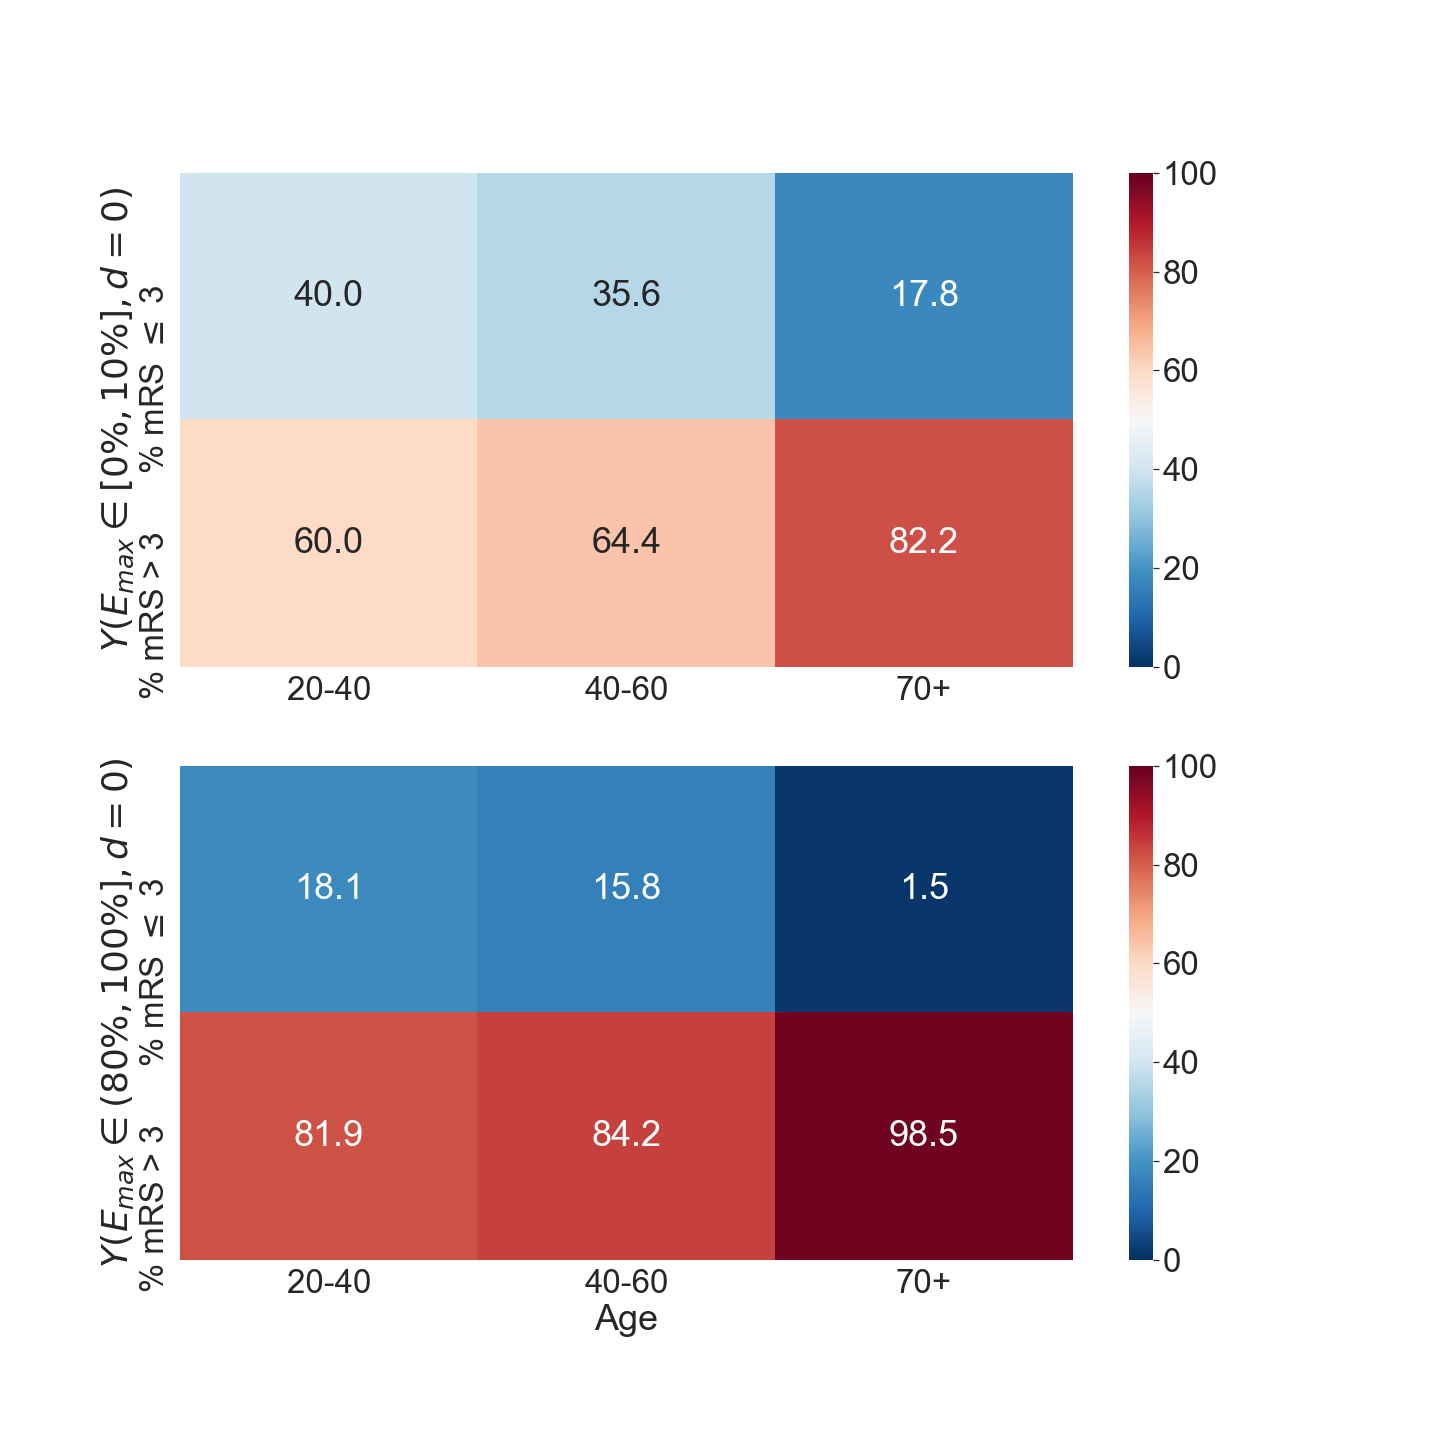 Y(E_max ∈ [0%, 10%], d = 0)
% mRS ≤ 3
% mRS > 3
40.0 35.6 17.8
60.0 64.4 82.2
20-40 40-60 70+
100
80
60
40
20
0
Y(E_max ∈ (80%, 100%], d = 0)
% mRS ≤ 3
% mRS > 3
18.1 15.8 1.5
81.9 84.2 98.5
20-40 40-60 70+
Age
100
80
60
40
20
0